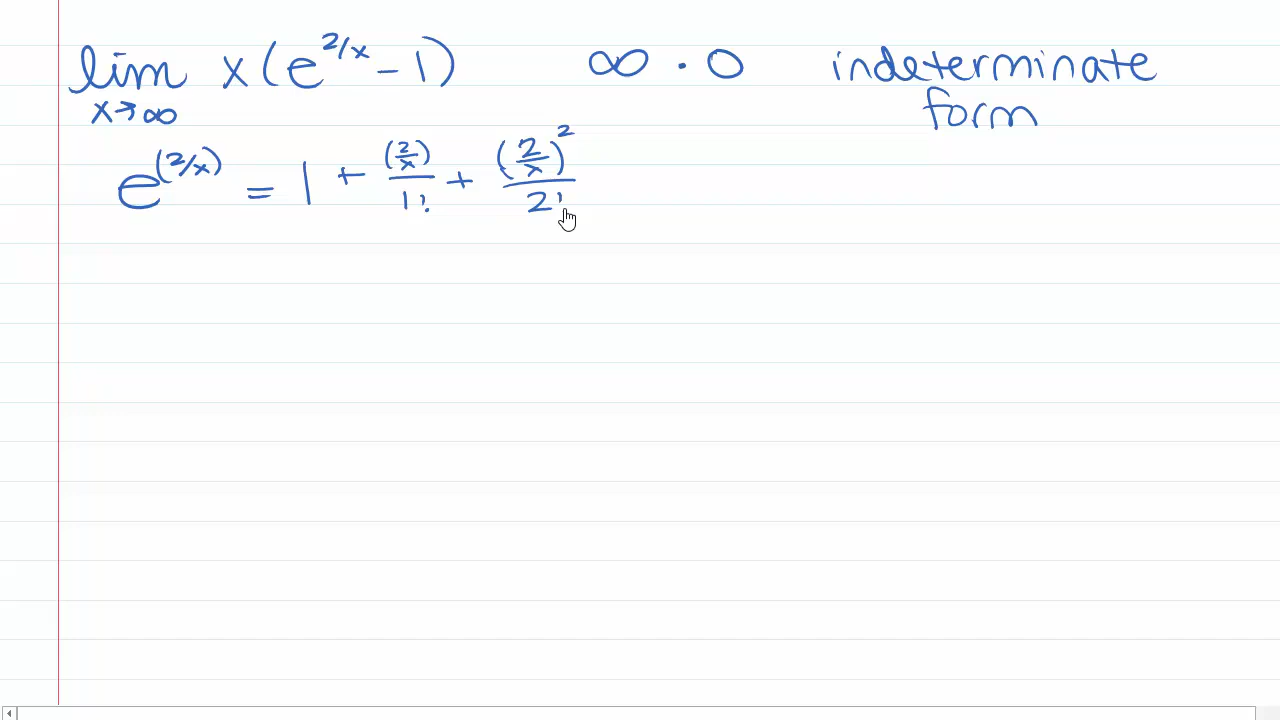 lim x→∞ x(e^(2/x) - 1) ∞ · 0 indeterminate form
e^(2/x) = 1 + (2/x)/1! + (2/x)^2/2!